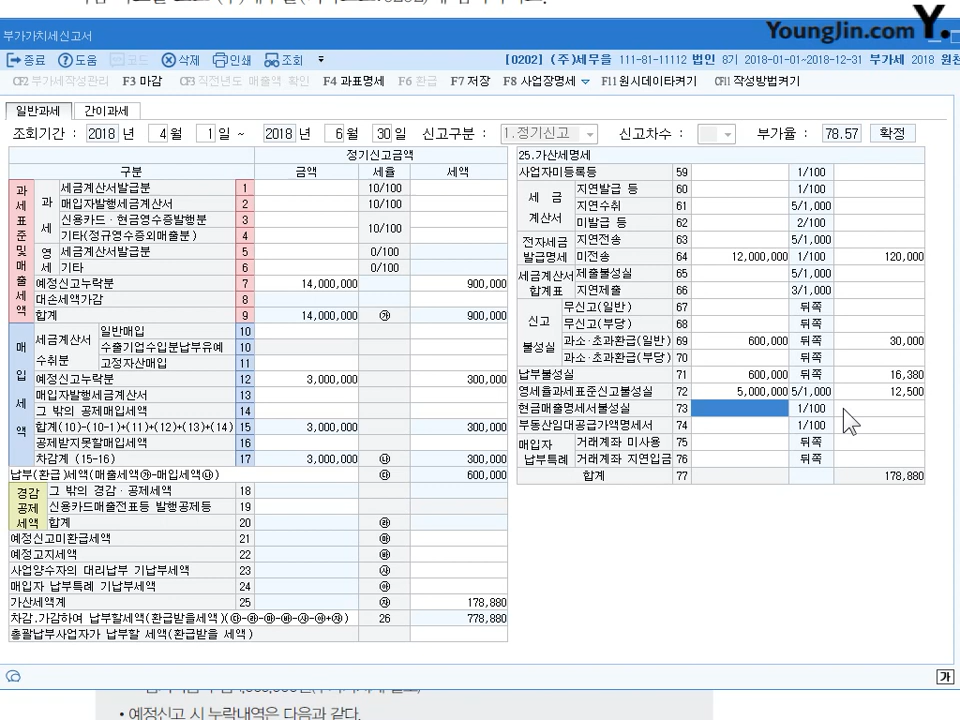 YoungJin.com Y.
부가가치세신고서
종료 도움 코드 삭제 인쇄 조회
[0202] (주)세무을 111-81-11112 법인 8기 2018-01-01-2018-12-31 부가세 2018 원천
CF2 부가세작성관리 F3 마감 CF3 직전년도 매출액 확인 F4 과표명세 F6 환급 F7 저장 F8 사업장명세 F11 원시데이타켜기 CF11 작성방법켜기
일반과세 간이과세
조회기간 : 2018 년 4 월 1 일 ~ 2018 년 6 월 30 일 신고구분 : 1.정기신고 신고차수 : 부가율 : 78.57 확정
정기신고금액
구분 금액 세율 세액
과세표준및매출세액
과세 세금계산서발급분 1 10/100
매입자발행세금계산서 2 10/100
신용카드·현금영수증발행분 3 10/100
기타(정규영수증외매출분) 4
영세 세금계산서발급분 5 0/100
기타 6 0/100
예정신고누락분 7 14,000,000 900,000
대손세액가감 8
합계 9 14,000,000 ㉮ 900,000
매입세액
세금계산서 수취분 일반매입 10
수출기업수입분납부유예 10
고정자산매입 11
예정신고누락분 12 3,000,000 300,000
매입자발행세금계산서 13
그 밖의 공제매입세액 14
합계(10)-(10-1)+(11)+(12)+(13)+(14) 15 3,000,000 300,000
공제받지못할매입세액 16
차감계 (15-16) 17 3,000,000 ㉯ 300,000
납부(환급)세액(매출세액㉮-매입세액㉯) ㉰ 600,000
경감공제세액
그 밖의 경감·공제세액 18
신용카드매출전표등 발행공제등 19
합계 20 ㉱
예정신고미환급세액 21 ㉲
예정고지세액 22 ㉳
사업양수자의 대리납부 기납부세액 23 ㉴
매입자 납부특례 기납부세액 24 ㉵
가산세액계 25 ㉶ 178,880
차감.가감하여 납부할세액(환급받을세액)(㉰-㉱-㉲-㉳-㉴-㉵+㉶) 26 778,880
총괄납부사업자가 납부할 세액(환급받을 세액)
25.가산세명세
사업자미등록등 59 1/100
세금계산서 지연발급 등 60 1/100
지연수취 61 5/1,000
미발급 등 62 2/100
전자세금발급명세 지연전송 63 5/1,000
미전송 64 12,000,000 1/100 120,000
세금계산서합계표 제출불성실 65 5/1,000
지연제출 66 3/1,000
신고불성실 무신고(일반) 67 뒤쪽
무신고(부당) 68 뒤쪽
과소·초과환급(일반) 69 600,000 뒤쪽 30,000
과소·초과환급(부당) 70 뒤쪽
납부불성실 71 600,000 뒤쪽 16,380
영세율과세표준신고불성실 72 5,000,000 5/1,000 12,500
현금매출명세서불성실 73 1/100
부동산임대공급가액명세서 74 1/100
매입자납부특례 거래계좌 미사용 75 뒤쪽
거래계좌 지연입금 76 뒤쪽
합계 77 178,880
가
• 예정신고 시 누락내역은 다음과 같다.